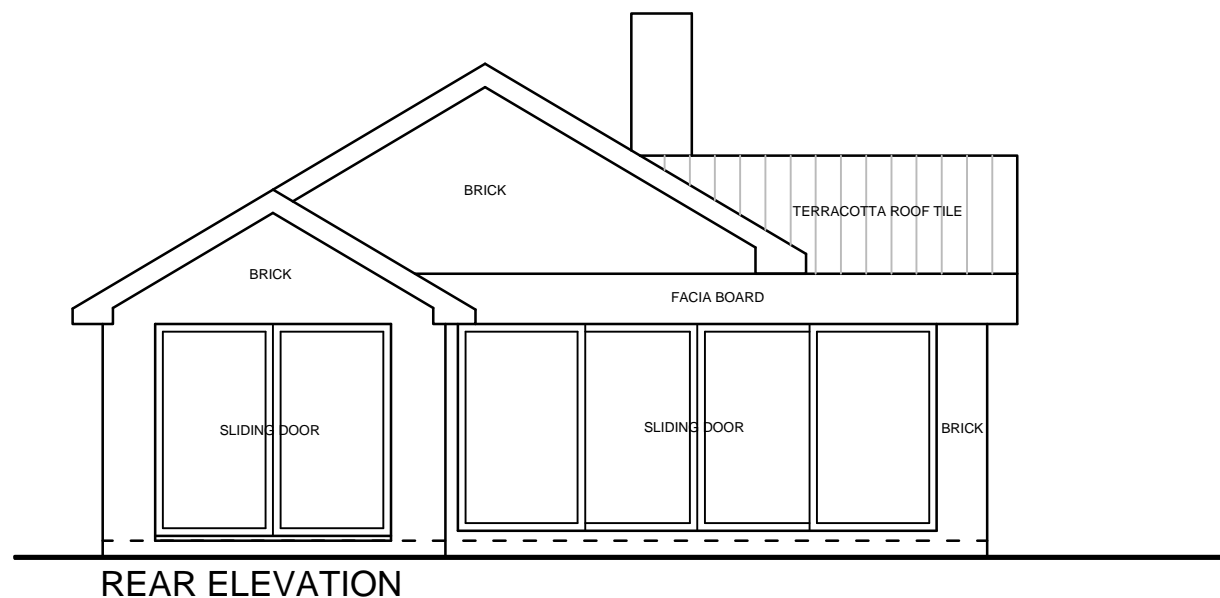 BRICK
TERRACOTTA ROOF TILE
BRICK
FACIA BOARD
SLIDING DOOR
SLIDING DOOR
BRICK
REAR ELEVATION